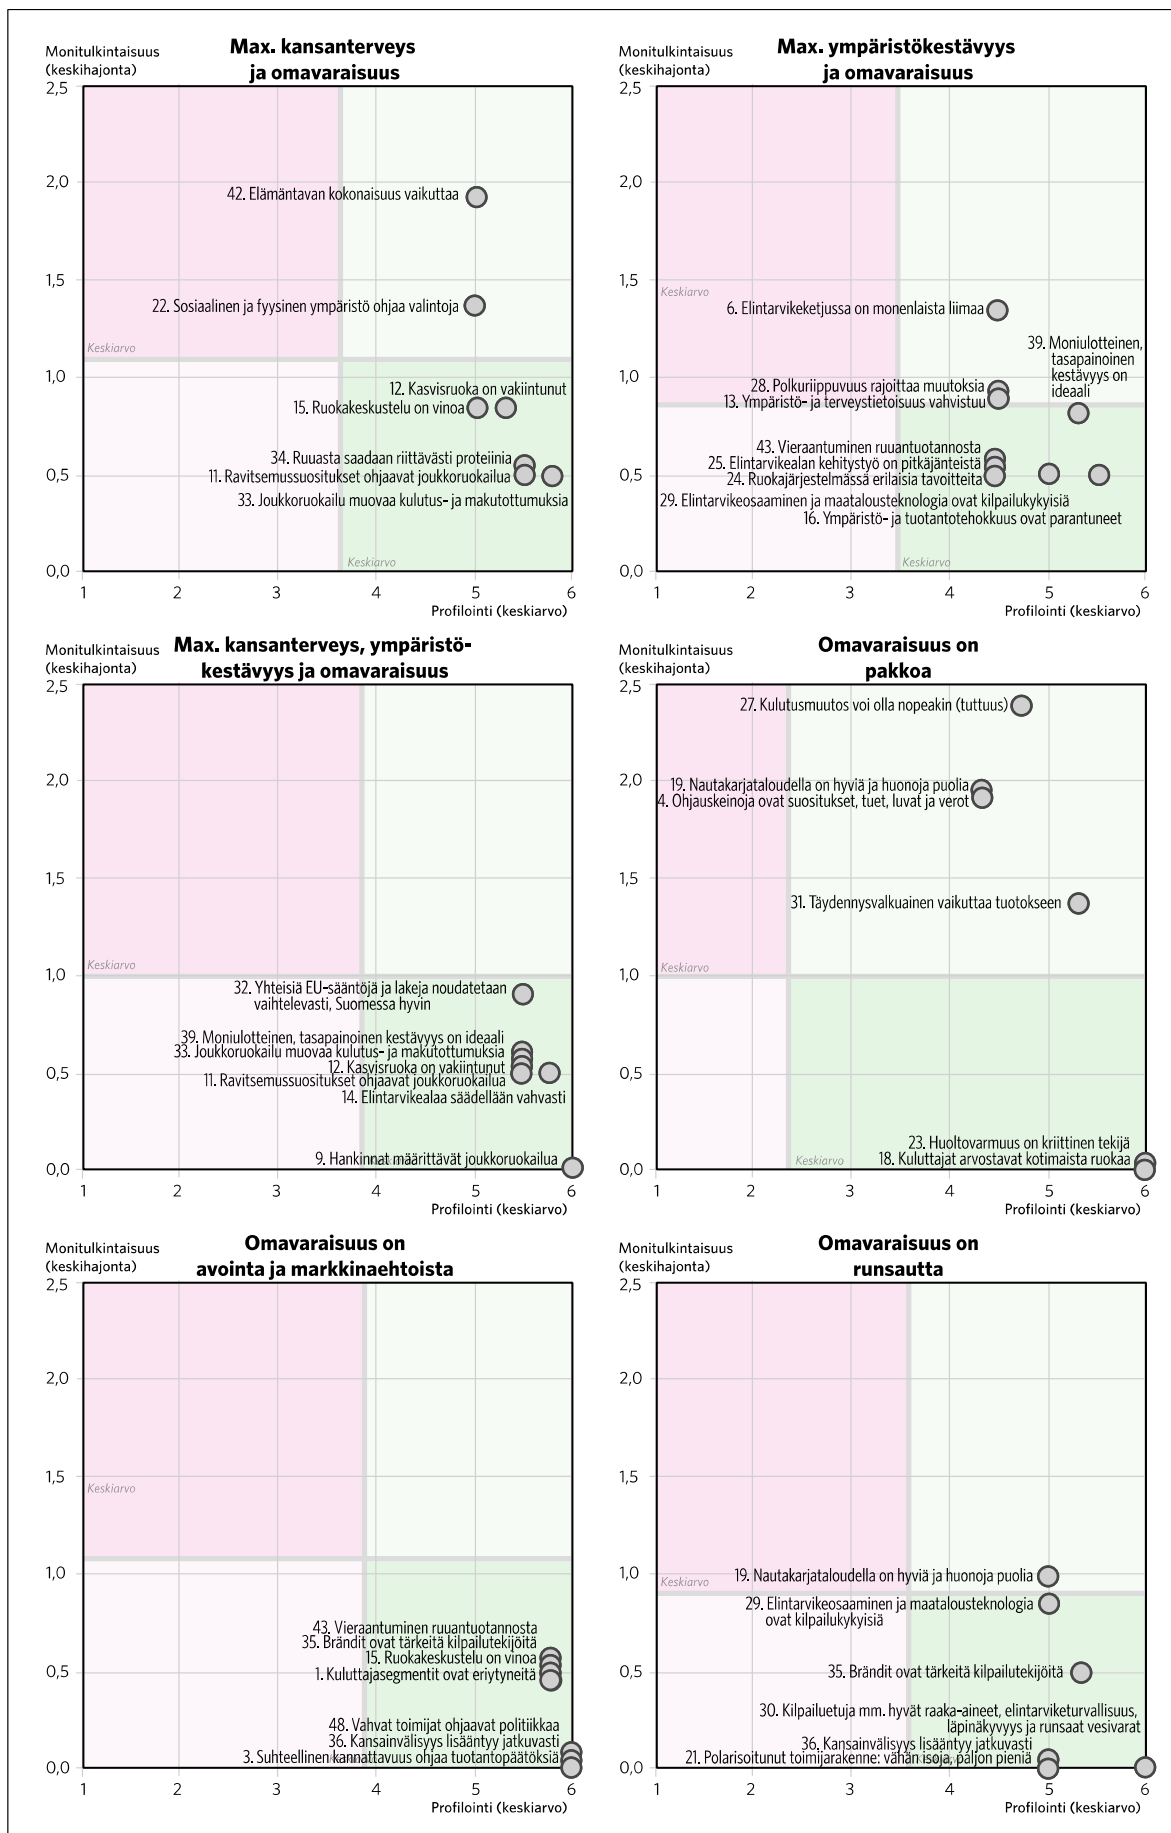 Max. kansanterveys
ja omavaraisuus
Monitulkintaisuus
(keskihajonta)
2,5
2,0
1,5
1,0
0,5
0,0
42. Elämäntavan kokonaisuus vaikuttaa
22. Sosiaalinen ja fyysinen ympäristö ohjaa valintoja
Keskiarvo
12. Kasvisruoka on vakiintunut
15. Ruokakeskustelu on vinoa
34. Ruuasta saadaan riittävästi proteiinia
11. Ravitsemussuositukset ohjaavat joukkoruokailua
33. Joukkoruokailu muovaa kulutus- ja makutottumuksia
Keskiarvo
1 2 3 4 5 6
Profilointi (keskiarvo)
Max. ympäristökestävyys
ja omavaraisuus
Monitulkintaisuus
(keskihajonta)
2,5
2,0
1,5
1,0
0,5
0,0
Keskiarvo
6. Elintarvikeketjussa on monenlaista liimaa
39. Moniulotteinen,
tasapainoinen
kestävyys on
ideaali
28. Polkuriippuvuus rajoittaa muutoksia
13. Ympäristö- ja terveystietoisuus vahvistuu
43. Vieraantuminen ruuantuotannosta
25. Elintarvikealan kehitystyö on pitkäjänteistä
24. Ruokajärjestelmässä erilaisia tavoitteita
29. Elintarvikeosaaminen ja maatalousteknologia ovat kilpailukykyisiä
16. Ympäristö- ja tuotantotehokkuus ovat parantuneet
Keskiarvo
1 2 3 4 5 6
Profilointi (keskiarvo)
Max. kansanterveys, ympäristö-
kestävyys ja omavaraisuus
Monitulkintaisuus
(keskihajonta)
2,5
2,0
1,5
1,0
0,5
0,0
Keskiarvo
32. Yhteisiä EU-sääntöjä ja lakeja noudatetaan
vaihtelevasti, Suomessa hyvin
39. Moniulotteinen, tasapainoinen kestävyys on ideaali
33. Joukkoruokailu muovaa kulutus- ja makutottumuksia
12. Kasvisruoka on vakiintunut
11. Ravitsemussuositukset ohjaavat joukkoruokailua
14. Elintarvikealaa säädellään vahvasti
9. Hankinnat määrittävät joukkoruokailua
1 2 3 4 5 6
Profilointi (keskiarvo)
Omavaraisuus on
pakkoa
Monitulkintaisuus
(keskihajonta)
2,5
2,0
1,5
1,0
0,5
0,0
27. Kulutusmuutos voi olla nopeakin (tuttuus)
19. Nautakarjataloudella on hyviä ja huonoja puolia
4. Ohjauskeinoja ovat suositukset, tuet, luvat ja verot
31. Täydennysvalkuainen vaikuttaa tuotokseen
Keskiarvo
23. Huoltovarmuus on kriittinen tekijä
18. Kuluttajat arvostavat kotimaista ruokaa
Keskiarvo
1 2 3 4 5 6
Profilointi (keskiarvo)
Omavaraisuus on
avointa ja markkinaehtoista
Monitulkintaisuus
(keskihajonta)
2,5
2,0
1,5
1,0
0,5
0,0
Keskiarvo
43. Vieraantuminen ruuantuotannosta
35. Brändit ovat tärkeitä kilpailutekijöitä
15. Ruokakeskustelu on vinoa
1. Kuluttajasegmentit ovat eriytyneitä
48. Vahvat toimijat ohjaavat politiikkaa
36. Kansainvälisyys lisääntyy jatkuvasti
3. Suhteellinen kannattavuus ohjaa tuotantopäätöksiä
1 2 3 4 5 6
Profilointi (keskiarvo)
Omavaraisuus on
runsautta
Monitulkintaisuus
(keskihajonta)
2,5
2,0
1,5
1,0
0,5
0,0
19. Nautakarjataloudella on hyviä ja huonoja puolia
Keskiarvo
29. Elintarvikeosaaminen ja maatalousteknologia
ovat kilpailukykyisiä
35. Brändit ovat tärkeitä kilpailutekijöitä
30. Kilpailuetuja mm. hyvät raaka-aineet, elintarviketurvallisuus,
läpinäkyvyys ja runsaat vesivarat
36. Kansainvälisyys lisääntyy jatkuvasti
21. Polarisoitunut toimijarakenne: vähän isoja, paljon pieniä
1 2 3 4 5 6
Profilointi (keskiarvo)